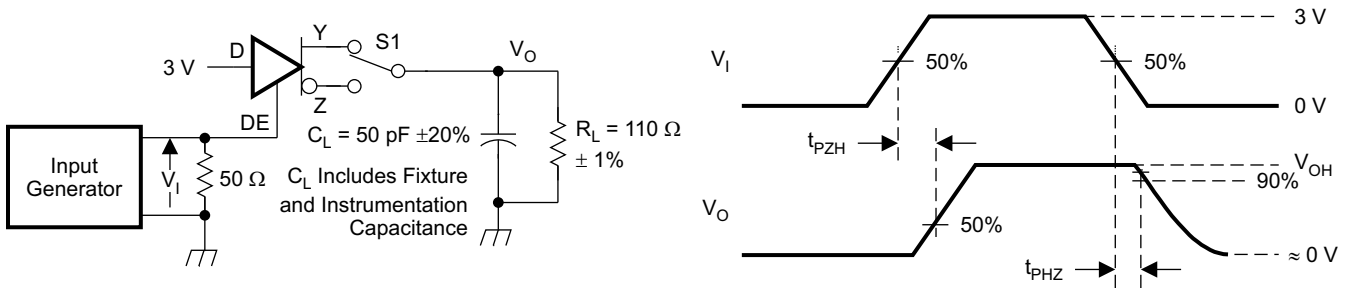 3 V
D
Y
S1
V_O
Z
DE
Input
Generator
V_I
50 Ω
C_L = 50 pF ±20%
C_L Includes Fixture
and Instrumentation
Capacitance
R_L = 110 Ω
± 1%
V_I
50%
50%
3 V
0 V
t_PZH
V_O
50%
V_OH
90%
t_PHZ
≈ 0 V